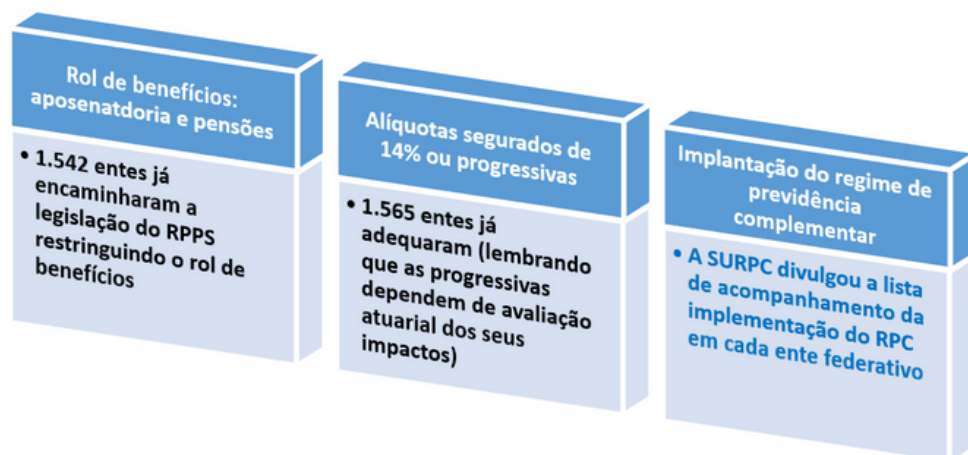 Rol de benefícios:
aposenatdoria e pensões
• 1.542 entes já
encaminharam a
legislação do RPPS
restringuindo o rol de
benefícios
Alíquotas segurados de
14% ou progressivas
• 1.565 entes já
adequaram (lembrando
que as progressivas
dependem de avaliação
atuarial dos seus
impactos)
Implantação do regime de
previdência
complementar
• A SURPC divulgou a lista
de acompanhamento da
implementação do RPC
em cada ente federativo